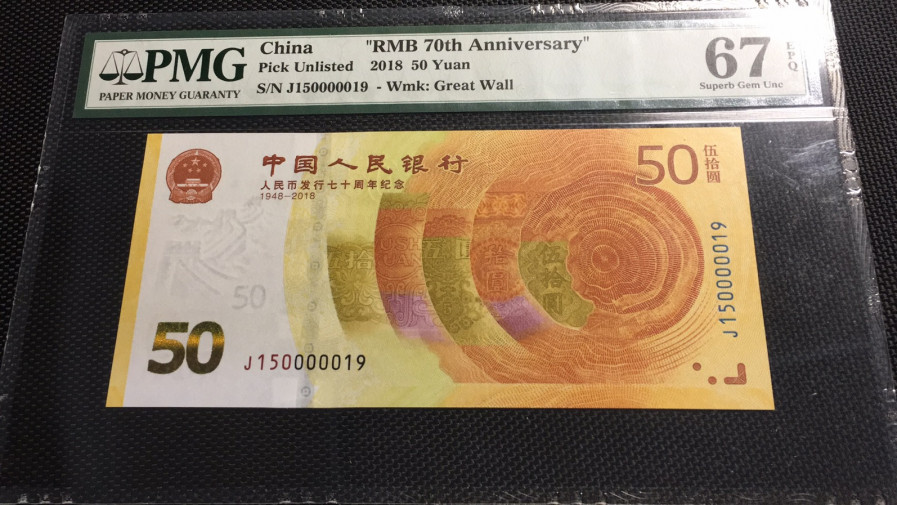 PMG
PAPER MONEY GUARANTY
China "RMB 70th Anniversary"
Pick Unlisted 2018 50 Yuan
S/N J150000019 - Wmk: Great Wall
67 EPQ
Superb Gem Unc
中国人民银行
人民币发行七十周年纪念
1948-2018
50 伍拾圆
50
伍拾
伍拾圆
J150000019
50
J150000019